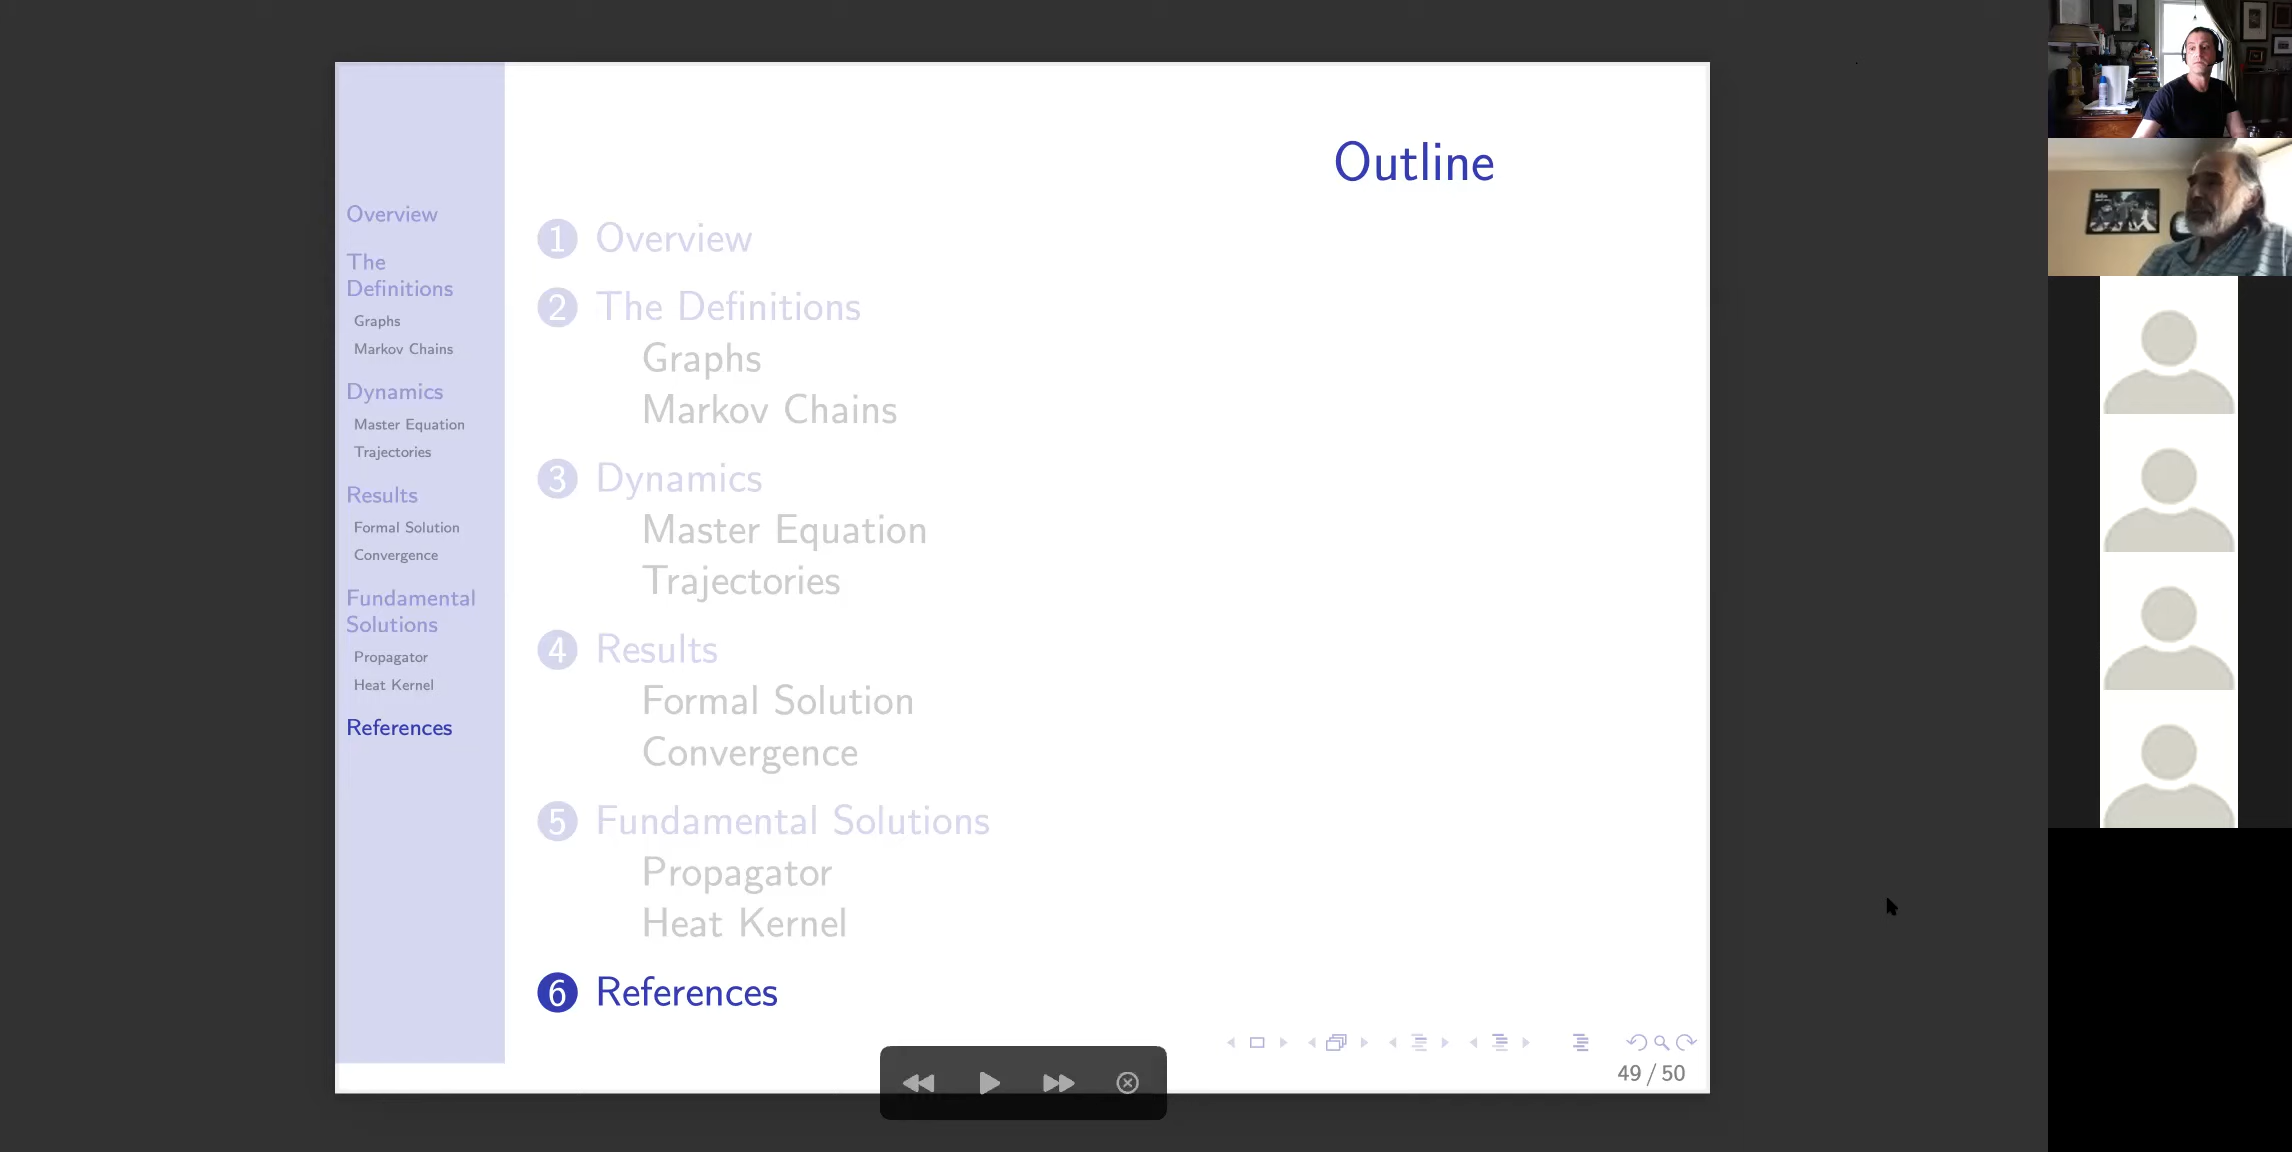 Outline
Overview
The
Definitions
Graphs
Markov Chains
Dynamics
Master Equation
Trajectories
Results
Formal Solution
Convergence
Fundamental
Solutions
Propagator
Heat Kernel
References
1 Overview
2 The Definitions
Graphs
Markov Chains
3 Dynamics
Master Equation
Trajectories
4 Results
Formal Solution
Convergence
5 Fundamental Solutions
Propagator
Heat Kernel
6 References
49 / 50